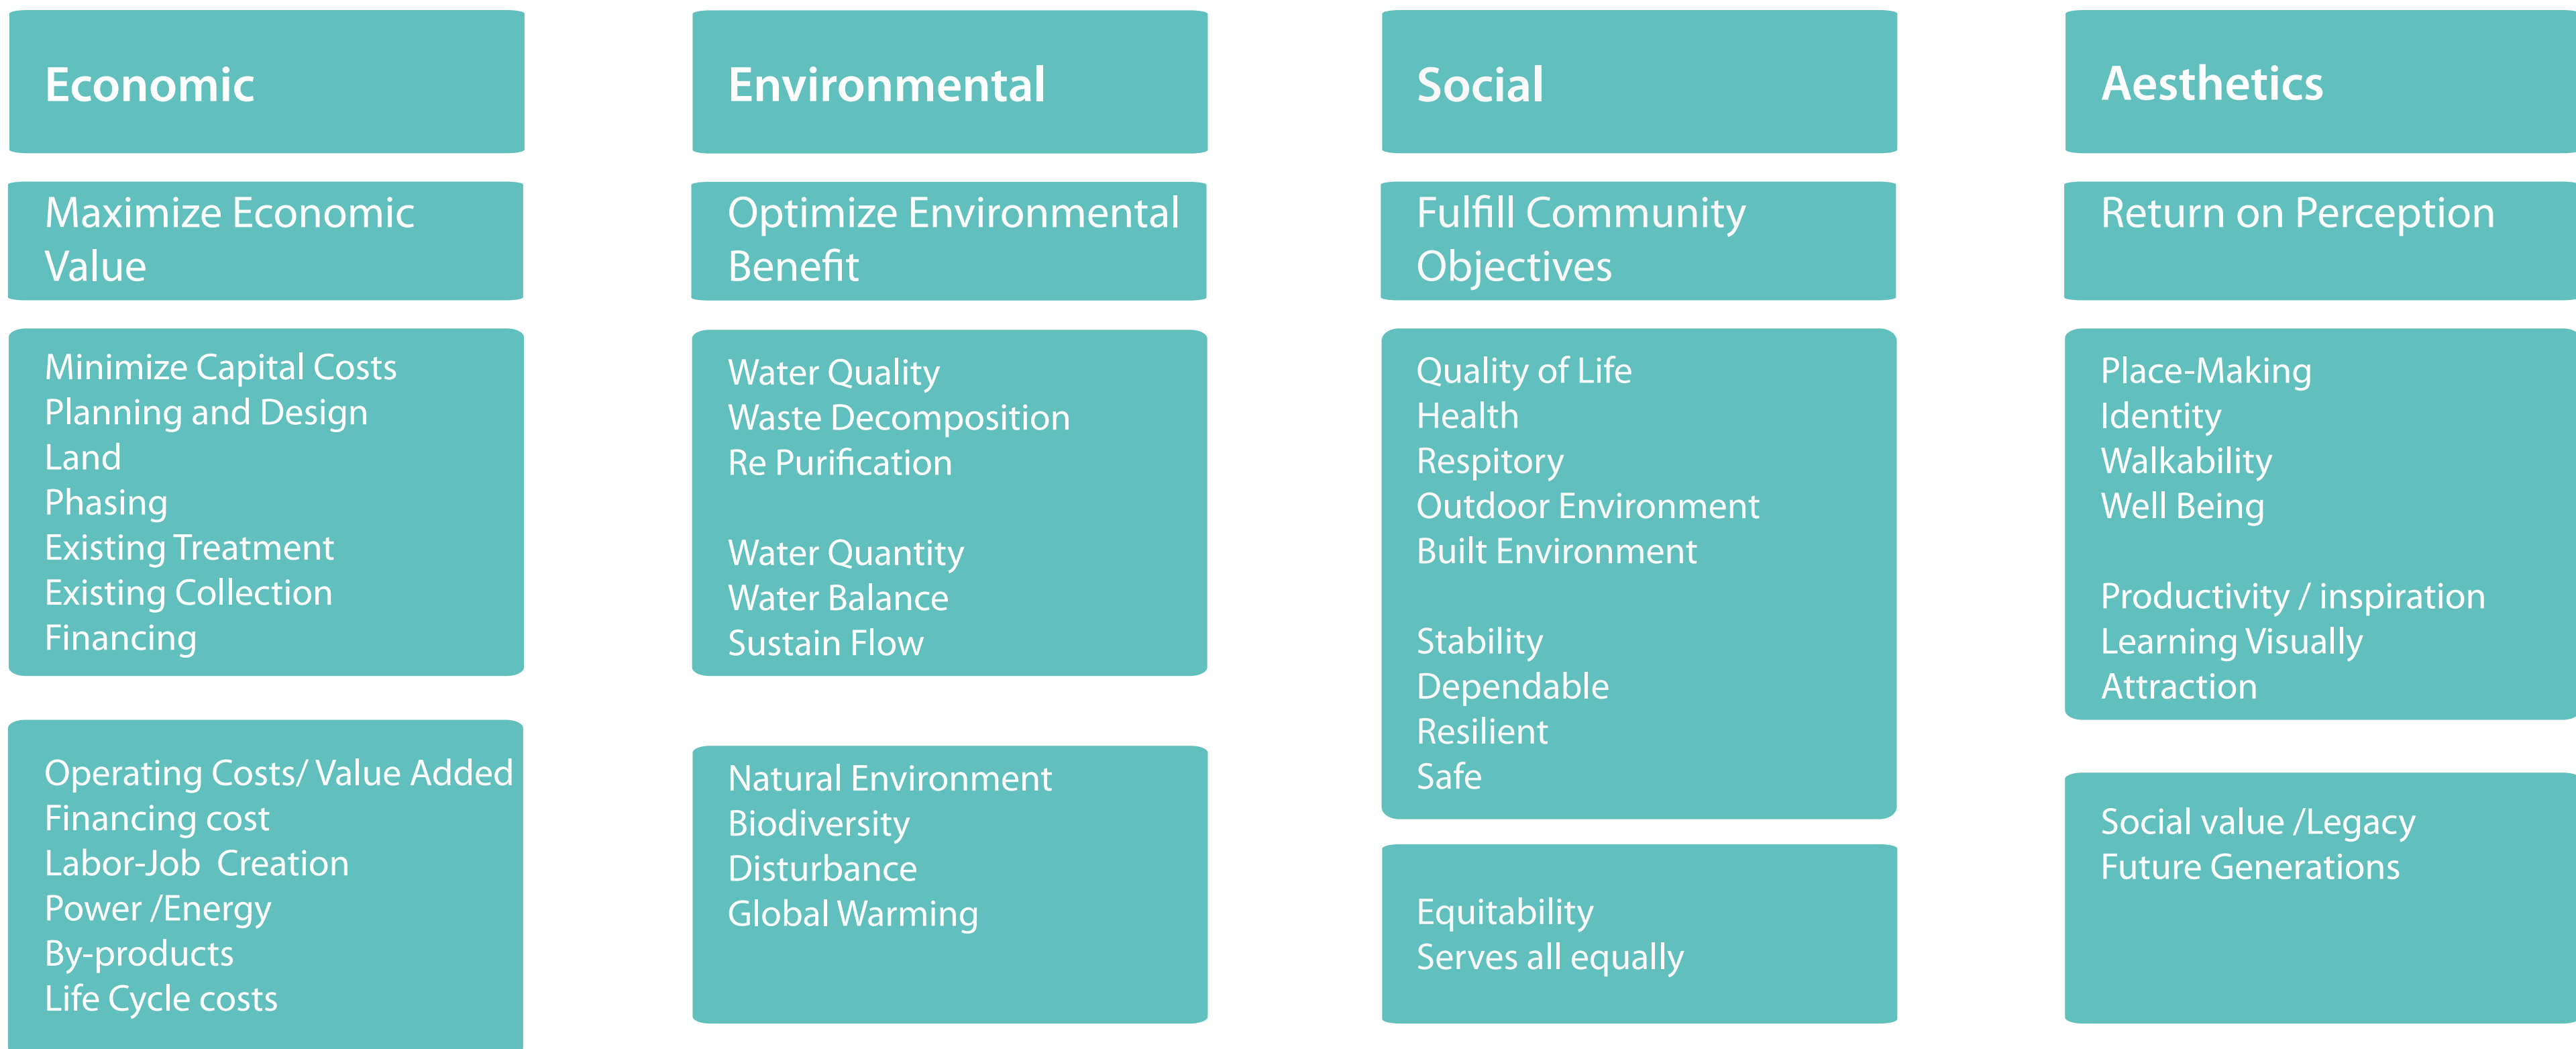 Economic
Maximize Economic
Value
Minimize Capital Costs
Planning and Design
Land
Phasing
Existing Treatment
Existing Collection
Financing
Operating Costs/ Value Added
Financing cost
Labor-Job  Creation
Power /Energy
By-products
Life Cycle costs
Environmental
Optimize Environmental
Benefit
Water Quality
Waste Decomposition
Re Purification
Water Quantity
Water Balance
Sustain Flow
Natural Environment
Biodiversity
Disturbance
Global Warming
Social
Fulfill Community
Objectives
Quality of Life
Health
Respitory
Outdoor Environment
Built Environment
Stability
Dependable
Resilient
Safe
Equitability
Serves all equally
Aesthetics
Return on Perception
Place-Making
Identity
Walkability
Well Being
Productivity / inspiration
Learning Visually
Attraction
Social value /Legacy
Future Generations